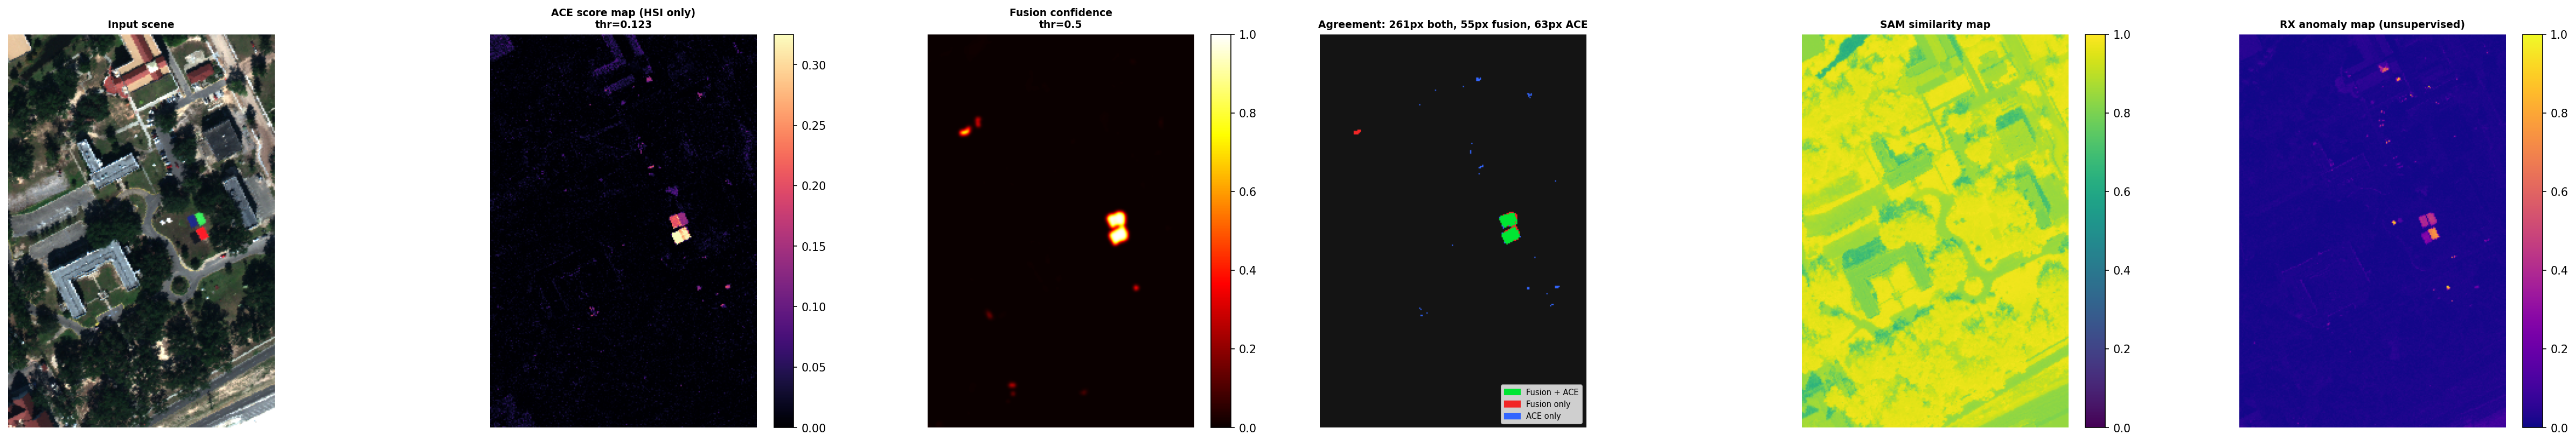 Input scene
ACE score map (HSI only)
thr=0.123
0.30
0.25
0.20
0.15
0.10
0.05
0.00
Fusion confidence
thr=0.5
1.0
0.8
0.6
0.4
0.2
0.0
Agreement: 261px both, 55px fusion, 63px ACE
Fusion + ACE
Fusion only
ACE only
SAM similarity map
1.0
0.8
0.6
0.4
0.2
0.0
RX anomaly map (unsupervised)
1.0
0.8
0.6
0.4
0.2
0.0